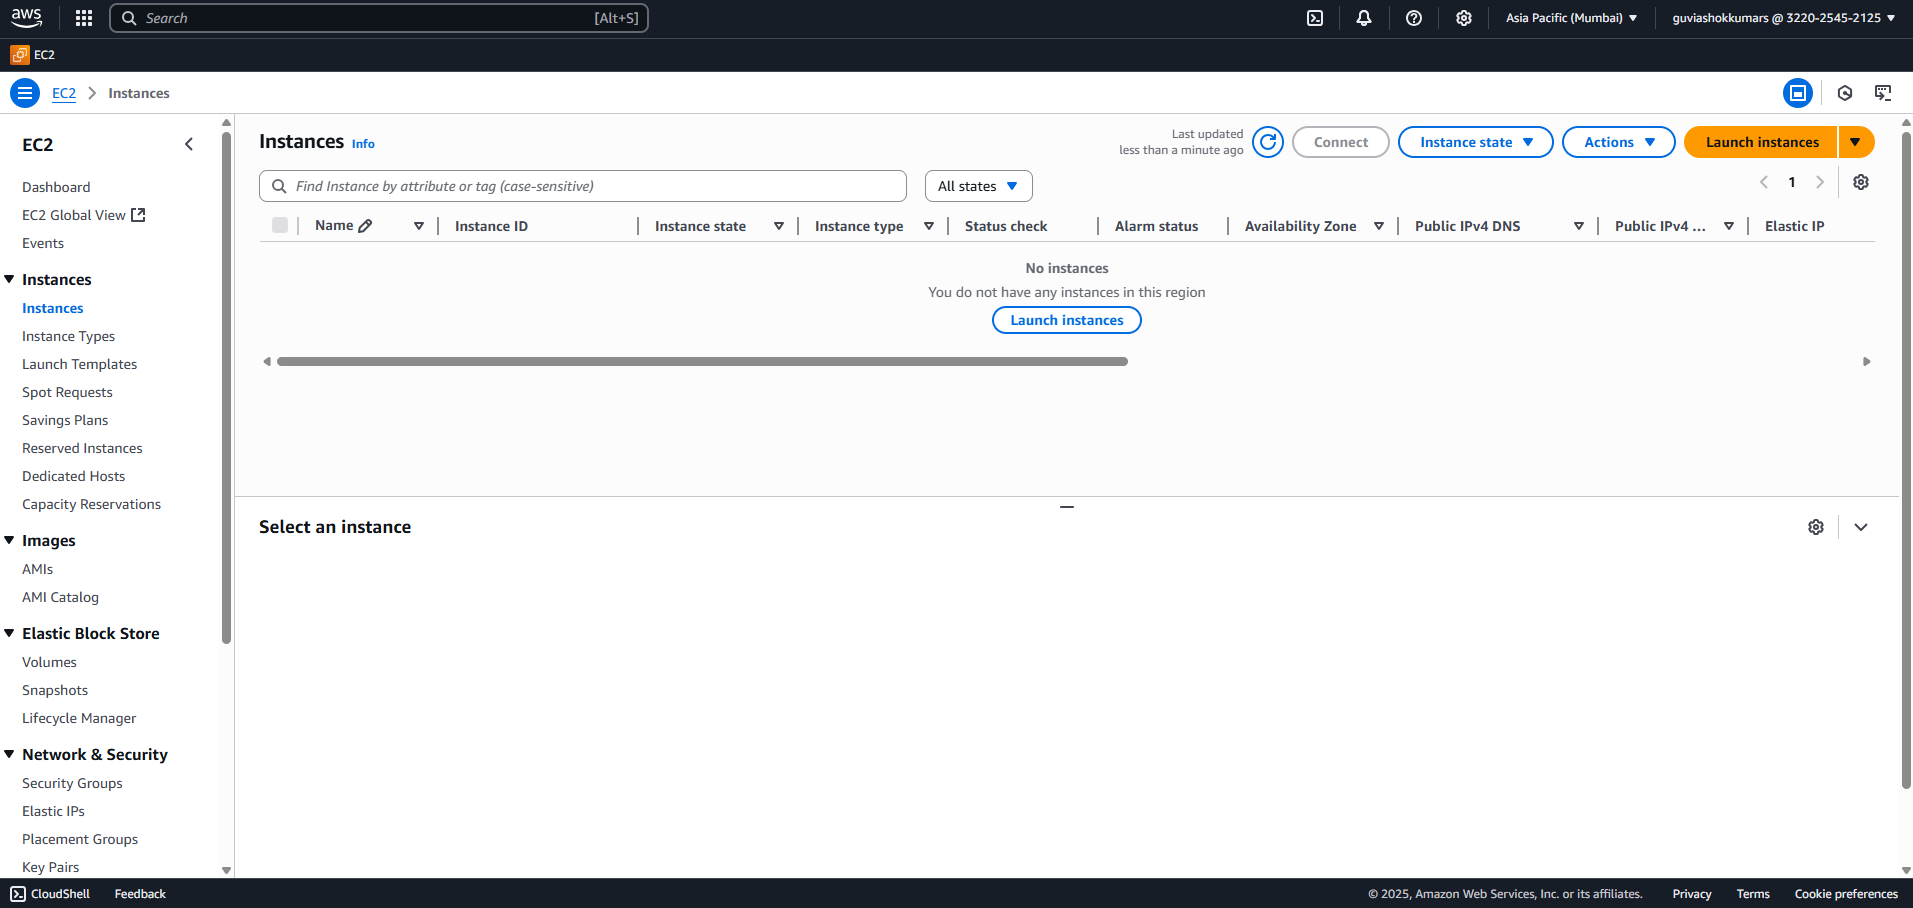 aws
Search [Alt+S]
Asia Pacific (Mumbai)
guviashokkumars @ 3220-2545-2125
EC2
EC2 > Instances
EC2
Dashboard
EC2 Global View
Events
Instances
Instances
Instance Types
Launch Templates
Spot Requests
Savings Plans
Reserved Instances
Dedicated Hosts
Capacity Reservations
Images
AMIs
AMI Catalog
Elastic Block Store
Volumes
Snapshots
Lifecycle Manager
Network & Security
Security Groups
Elastic IPs
Placement Groups
Key Pairs
Instances Info
Last updated
less than a minute ago
Connect
Instance state
Actions
Launch instances
Find Instance by attribute or tag (case-sensitive)
All states
1
Name Instance ID Instance state Instance type Status check Alarm status Availability Zone Public IPv4 DNS Public IPv4 ... Elastic IP
No instances
You do not have any instances in this region
Launch instances
Select an instance
CloudShell Feedback
© 2025, Amazon Web Services, Inc. or its affiliates. Privacy Terms Cookie preferences